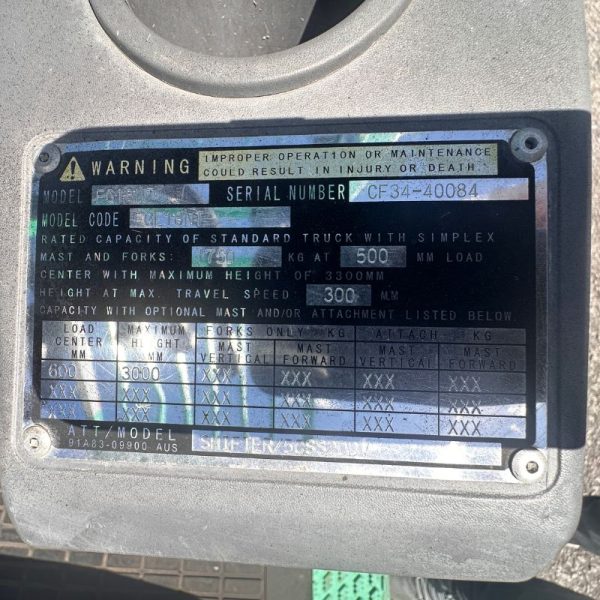 WARNING
IMPROPER OPERATION OR MAINTENANCE
COULD RESULT IN INJURY OR DEATH.
MODEL SERIAL NUMBER CF34-40084
MODEL CODE
RATED CAPACITY OF STANDARD TRUCK WITH SIMPLEX
MAST AND FORKS: KG AT 500 MM LOAD
CENTER WITH MAXIMUM HEIGHT OF 3300MM
HEIGHT AT MAX. TRAVEL SPEED: 300 MM
CAPACITY WITH OPTIONAL MAST AND/OR ATTACHMENT LISTED BELOW.
LOAD CENTER MM MAXIMUM HEIGHT MM FORKS ONLY - KG ATTACH - KG
MAST VERTICAL MAST FORWARD MAST VERTICAL MAST FORWARD
600 3000 XXX XXX XXX XXX
XXX XXX XXX XXX XXX XXX
XXX XXX XXX XXX XXX XXX
ATT/MODEL
91A83-09900 AUS